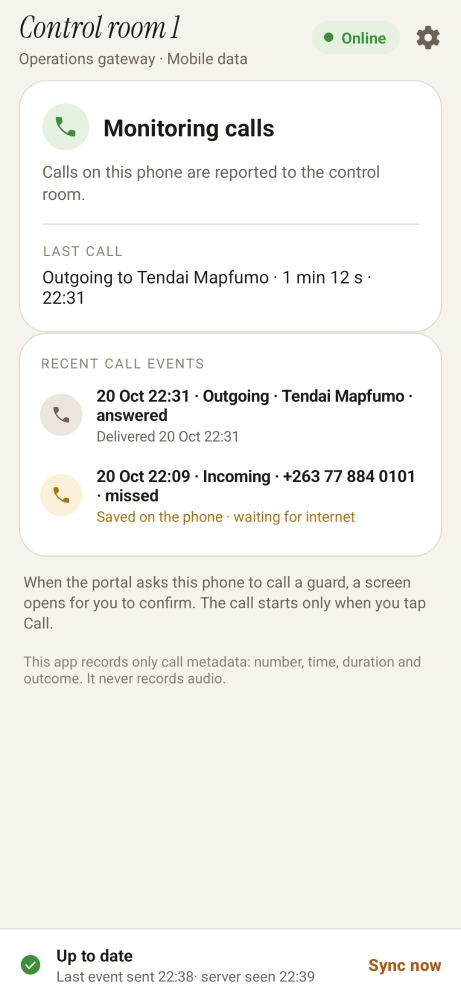 Control room 1
Operations gateway · Mobile data
Online
Monitoring calls
Calls on this phone are reported to the control
room.
LAST CALL
Outgoing to Tendai Mapfumo · 1 min 12 s ·
22:31
RECENT CALL EVENTS
20 Oct 22:31 · Outgoing · Tendai Mapfumo ·
answered
Delivered 20 Oct 22:31
20 Oct 22:09 · Incoming · +263 77 884 0101
· missed
Saved on the phone · waiting for internet
When the portal asks this phone to call a guard, a screen
opens for you to confirm. The call starts only when you tap
Call.
This app records only call metadata: number, time, duration and
outcome. It never records audio.
Up to date
Last event sent 22:38· server seen 22:39
Sync now